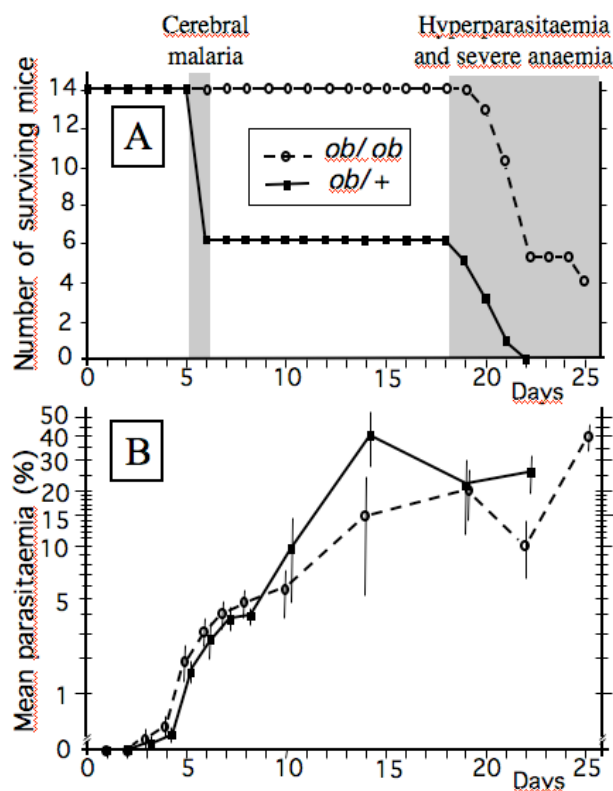 Cerebral
malaria
Hyperparasitaemia
and severe anaemia
Number of surviving mice
14
12
10
8
6
4
2
0
A
ob/ ob
ob/ +
0 5 10 15 20 25
Days
Mean parasitaemia (%)
50
40
30
20
15
10
5
1
0
B
0 5 10 15 20 25
Days